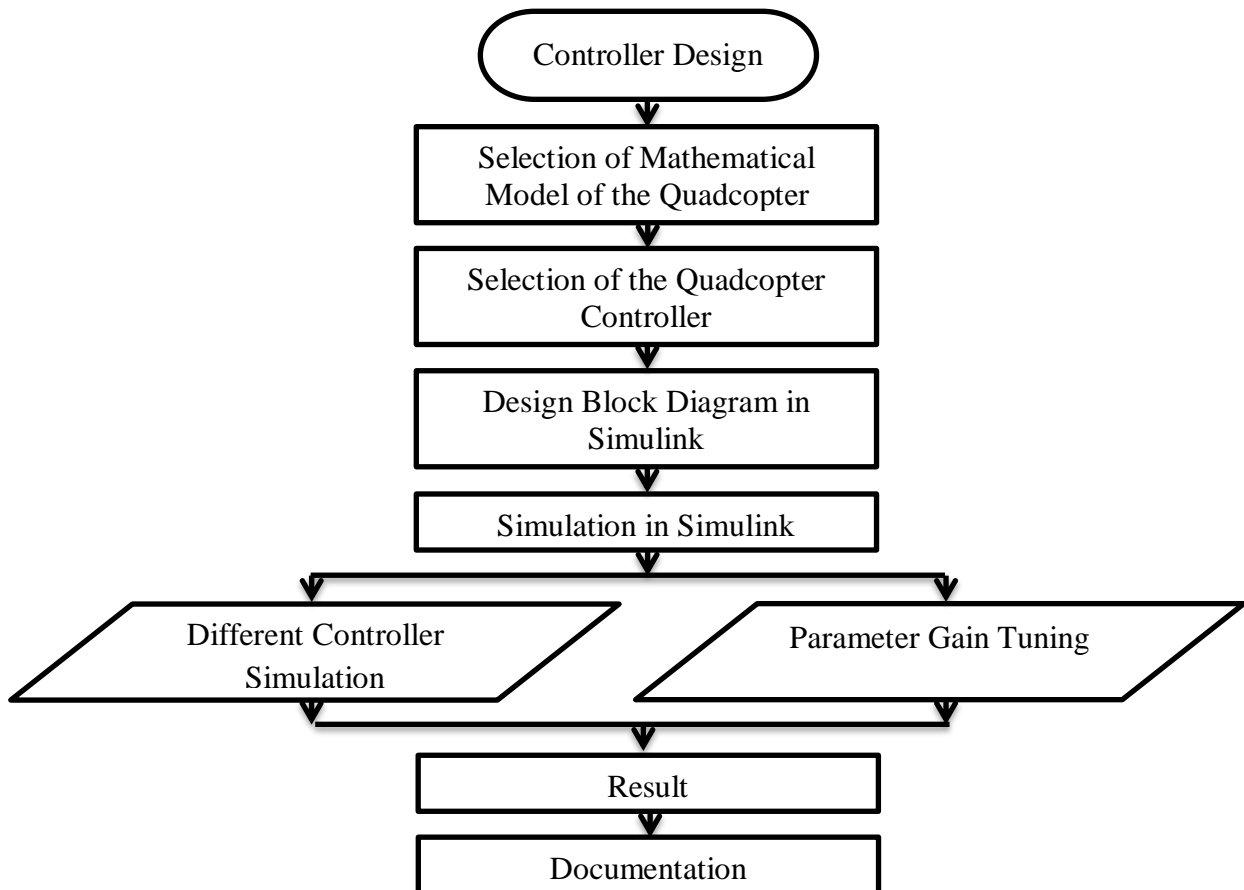 Controller Design
Selection of Mathematical
Model of the Quadcopter
Selection of the Quadcopter
Controller
Design Block Diagram in
Simulink
Simulation in Simulink
Different Controller
Simulation
Parameter Gain Tuning
Result
Documentation